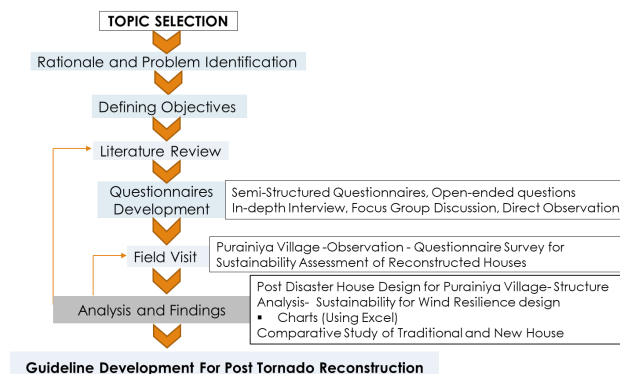 TOPIC SELECTION
Rationale and Problem Identification
Defining Objectives
Literature Review
Questionnaires
Development
Semi-Structured Questionnaires, Open-ended questions
In-depth Interview, Focus Group Discussion, Direct Observation
Field Visit
Purainiya Village -Observation - Questionnaire Survey for
Sustainability Assessment of Reconstructed Houses
Analysis and Findings
Post Disaster House Design for Purainiya Village- Structure
Analysis- Sustainability for Wind Resilience design
▪ Charts (Using Excel)
Comparative Study of Traditional and New House
Guideline Development For Post Tornado Reconstruction